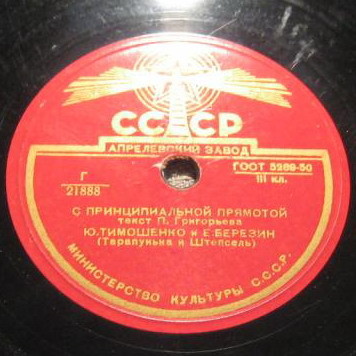 СССР
АПРЕЛЕВСКИЙ ЗАВОД
ГОСТ 5289-50
III кл.
Г
21888
С ПРИНЦИПИАЛЬНОЙ ПРЯМОТОЙ
текст П. Григорьева
Ю.ТИМОШЕНКО и Е.БЕРЕЗИН
(Тарапунька и Штепсель)
МИНИСТЕРСТВО КУЛЬТУРЫ С.С.С.Р.